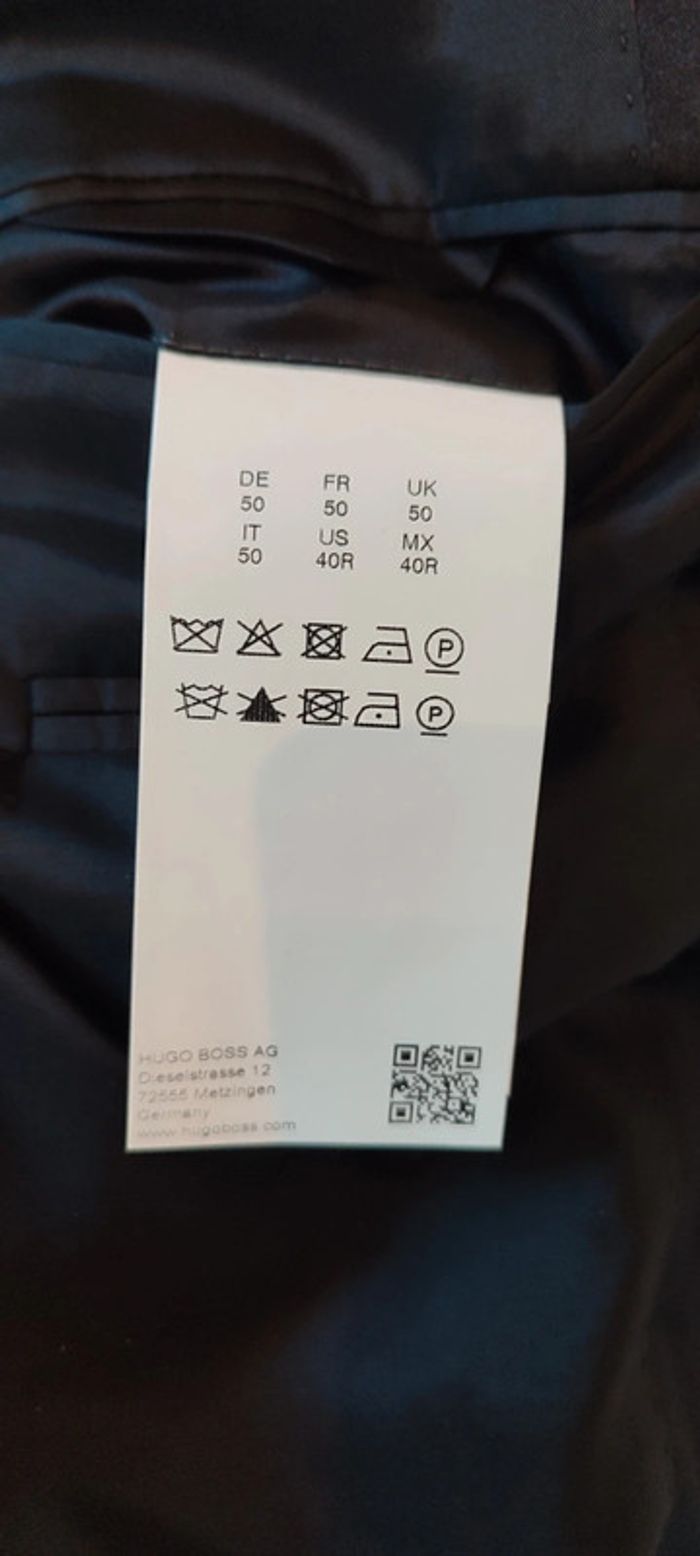 DE FR UK
50 50 50
IT US MX
50 40R 40R
P
P
HUGO BOSS AG
Dieselstrasse 12
72555 Metzingen
Germany
www.hugoboss.com